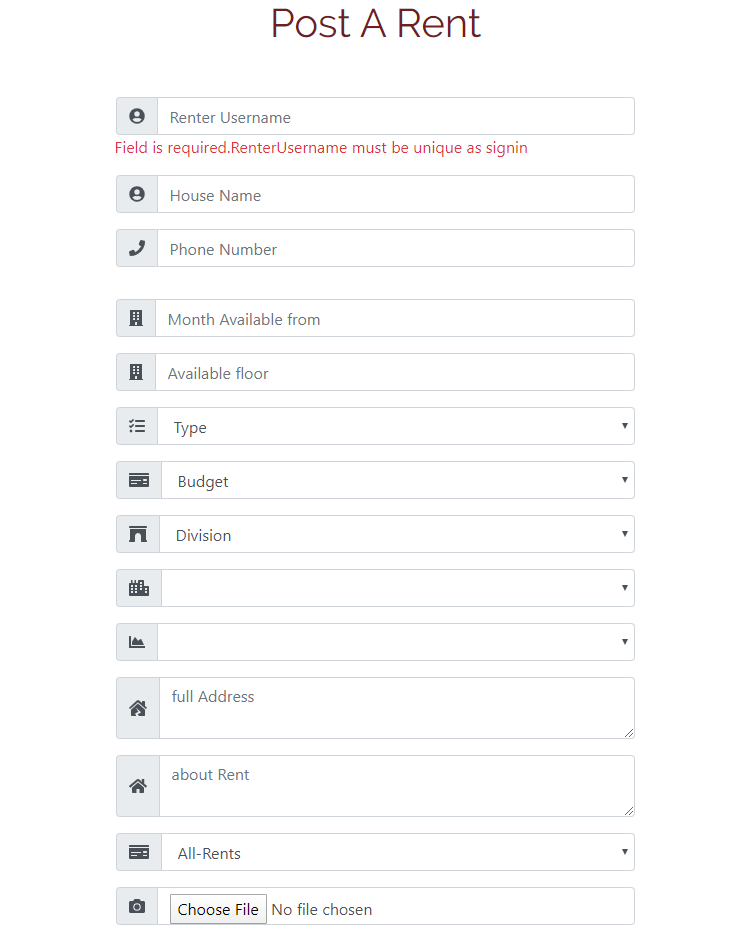 Post A Rent
Renter Username
Field is required.RenterUsername must be unique as signin
House Name
Phone Number
Month Available from
Available floor
Type
Budget
Division
full Address
about Rent
All-Rents
Choose File No file chosen